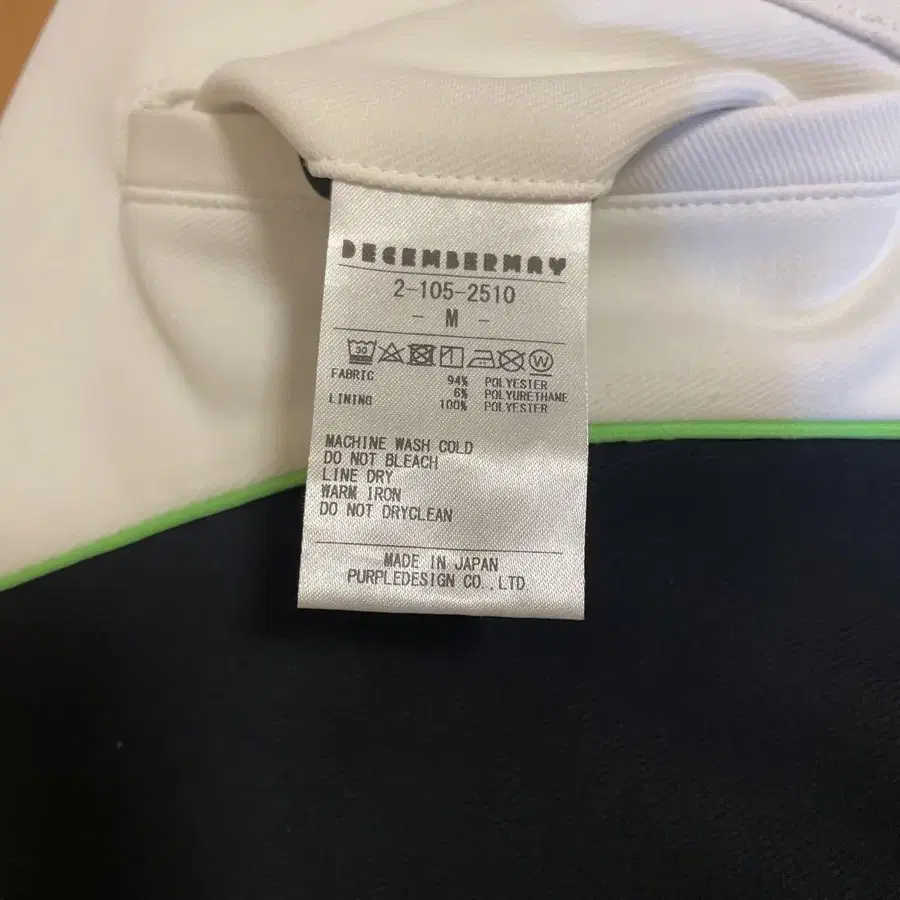 DECEMBERMAY
2-105-2510
- M -
30 W
FABRIC 94% POLYESTER
6% POLYURETHANE
LINING 100% POLYESTER
MACHINE WASH COLD
DO NOT BLEACH
LINE DRY
WARM IRON
DO NOT DRYCLEAN
MADE IN JAPAN
PURPLEDESIGN CO.,LTD.